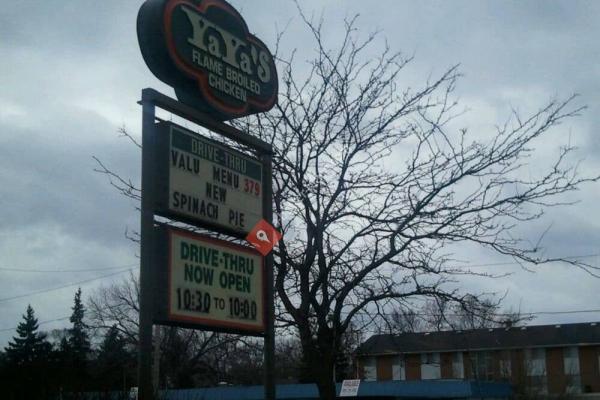 YaYa's
FLAME BROILED
CHICKEN
DRIVE-THRU
VALU MENU 379
NEW
SPINACH PIE
DRIVE-THRU
NOW OPEN
10:30 TO 10:00